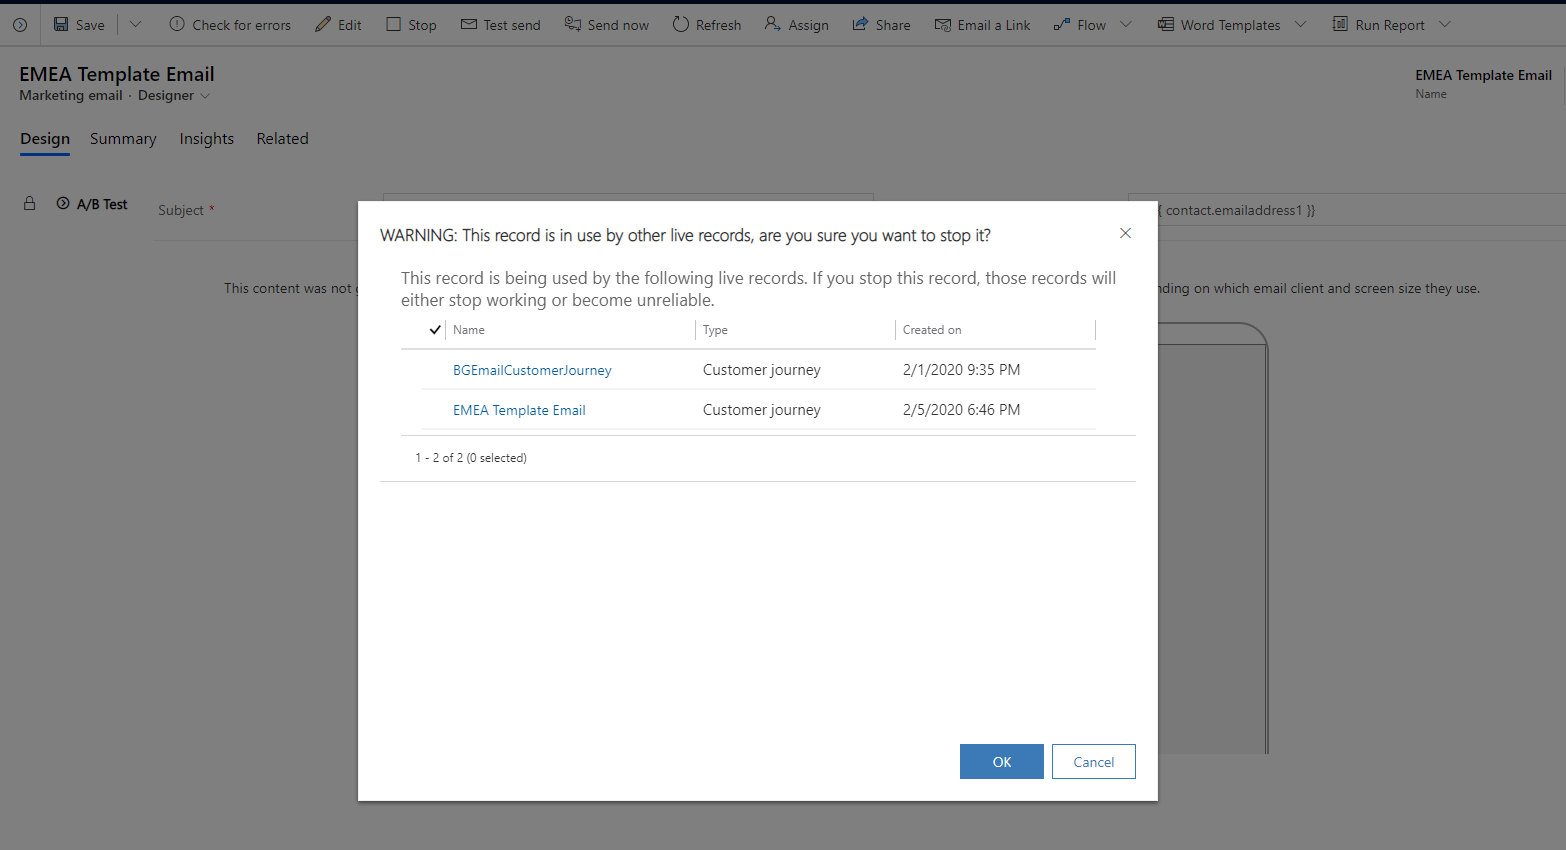 Save
Check for errors
Edit
Stop
Test send
Send now
Refresh
Assign
Share
Email a Link
Flow
Word Templates
Run Report
EMEA Template Email
Marketing email · Designer
EMEA Template Email
Name
Design
Summary
Insights
Related
A/B Test
Subject *
{ contact.emailaddress1 }}
This content was not
nding on which email client and screen size they use.
WARNING: This record is in use by other live records, are you sure you want to stop it?
This record is being used by the following live records. If you stop this record, those records will
either stop working or become unreliable.
Name Type Created on
BGEmailCustomerJourney Customer journey 2/1/2020 9:35 PM
EMEA Template Email Customer journey 2/5/2020 6:46 PM
1 - 2 of 2 (0 selected)
OK
Cancel